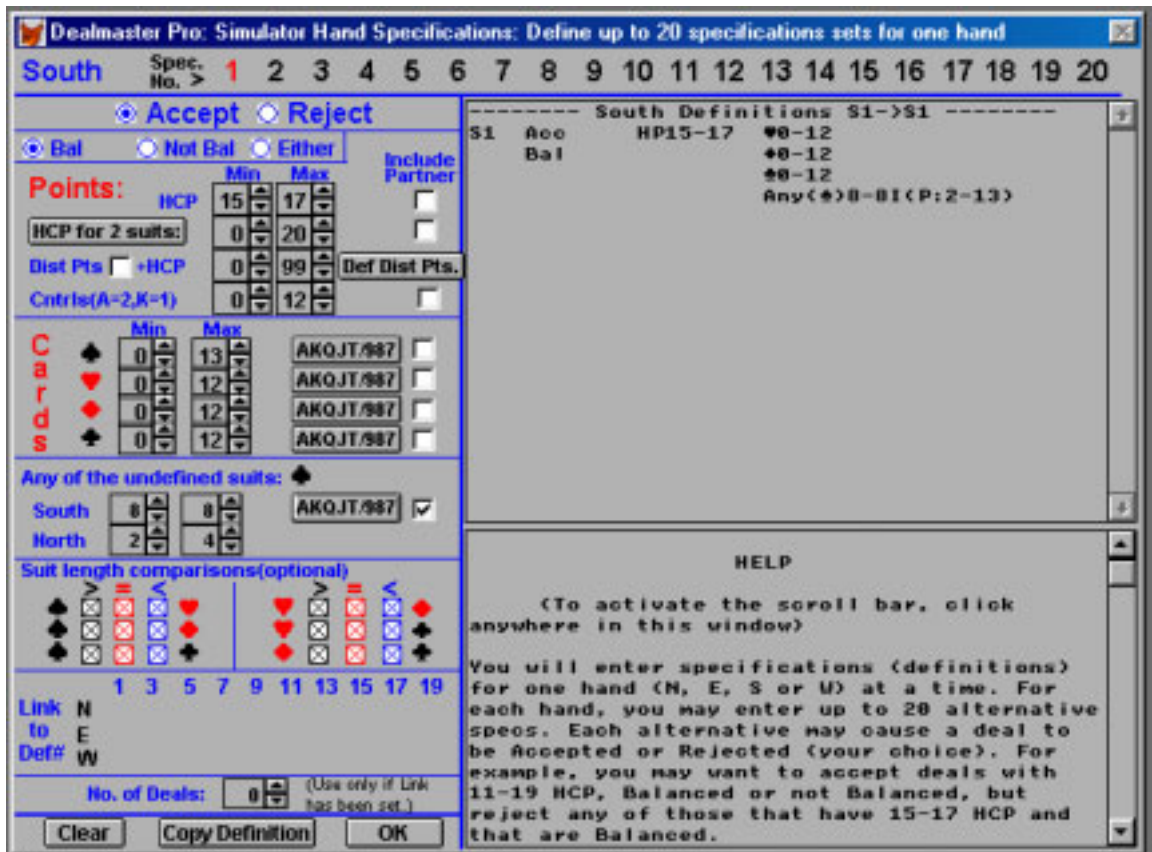 Dealmaster Pro: Simulator Hand Specifications: Define up to 20 specifications sets for one hand
South Spec. No. > 1 2 3 4 5 6 7 8 9 10 11 12 13 14 15 16 17 18 19 20
Accept Reject
Bal Not Bal Either
Include Partner
Points: Min Max
HCP 15 17
HCP for 2 suits: 0 20
Dist Pts +HCP 0 99 Def Dist Pts.
Cntrls(A=2,K=1) 0 12
Cards
Min Max
♠ 0 13 AKQJT/987
♥ 0 12 AKQJT/987
♦ 0 12 AKQJT/987
♣ 0 12 AKQJT/987
Any of the undefined suits: ♠
South 8 8 AKQJT/987
North 2 4
Suit length comparisons(optional)
> = < > = <
♠ ♥ ♥ ♦
♠ ♦ ♥ ♣
♠ ♣ ♦ ♣
1 3 5 7 9 11 13 15 17 19
Link to Def# N E W
No. of Deals: 0 (Use only if Link has been set.)
Clear Copy Definition OK
-------- South Definitions S1->S1 --------
S1 Acc HP15-17 ♥0-12
Bal ♦0-12
♣0-12
Any(♠)8-8I(P:2-13)
HELP
(To activate the scroll bar, click
anywhere in this window)
You will enter specifications (definitions)
for one hand (N, E, S or W) at a time. For
each hand, you may enter up to 20 alternative
specs. Each alternative may cause a deal to
be Accepted or Rejected (your choice). For
example, you may want to accept deals with
11-19 HCP, Balanced or not Balanced, but
reject any of those that have 15-17 HCP and
that are Balanced.